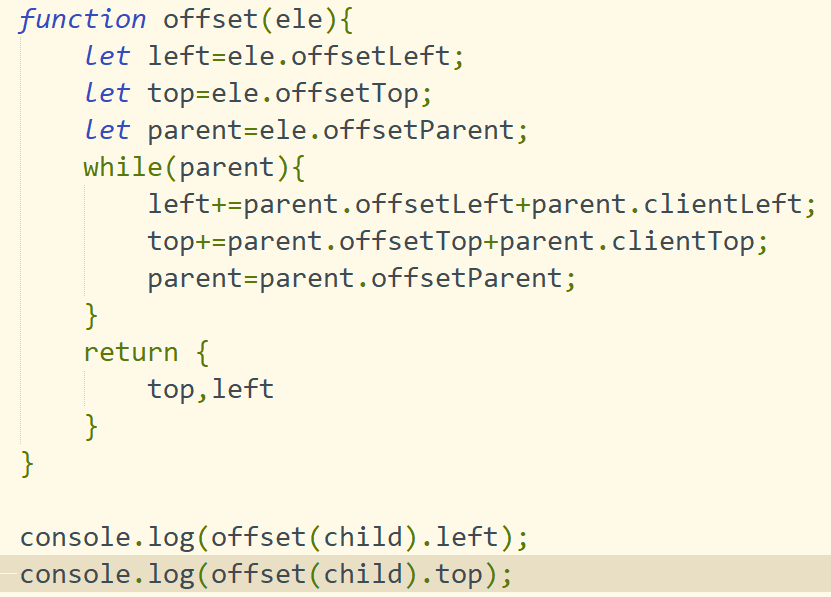 function offset(ele){
    let left=ele.offsetLeft;
    let top=ele.offsetTop;
    let parent=ele.offsetParent;
    while(parent){
        left+=parent.offsetLeft+parent.clientLeft;
        top+=parent.offsetTop+parent.clientTop;
        parent=parent.offsetParent;
    }
    return {
        top,left
    }
}

console.log(offset(child).left);
console.log(offset(child).top);